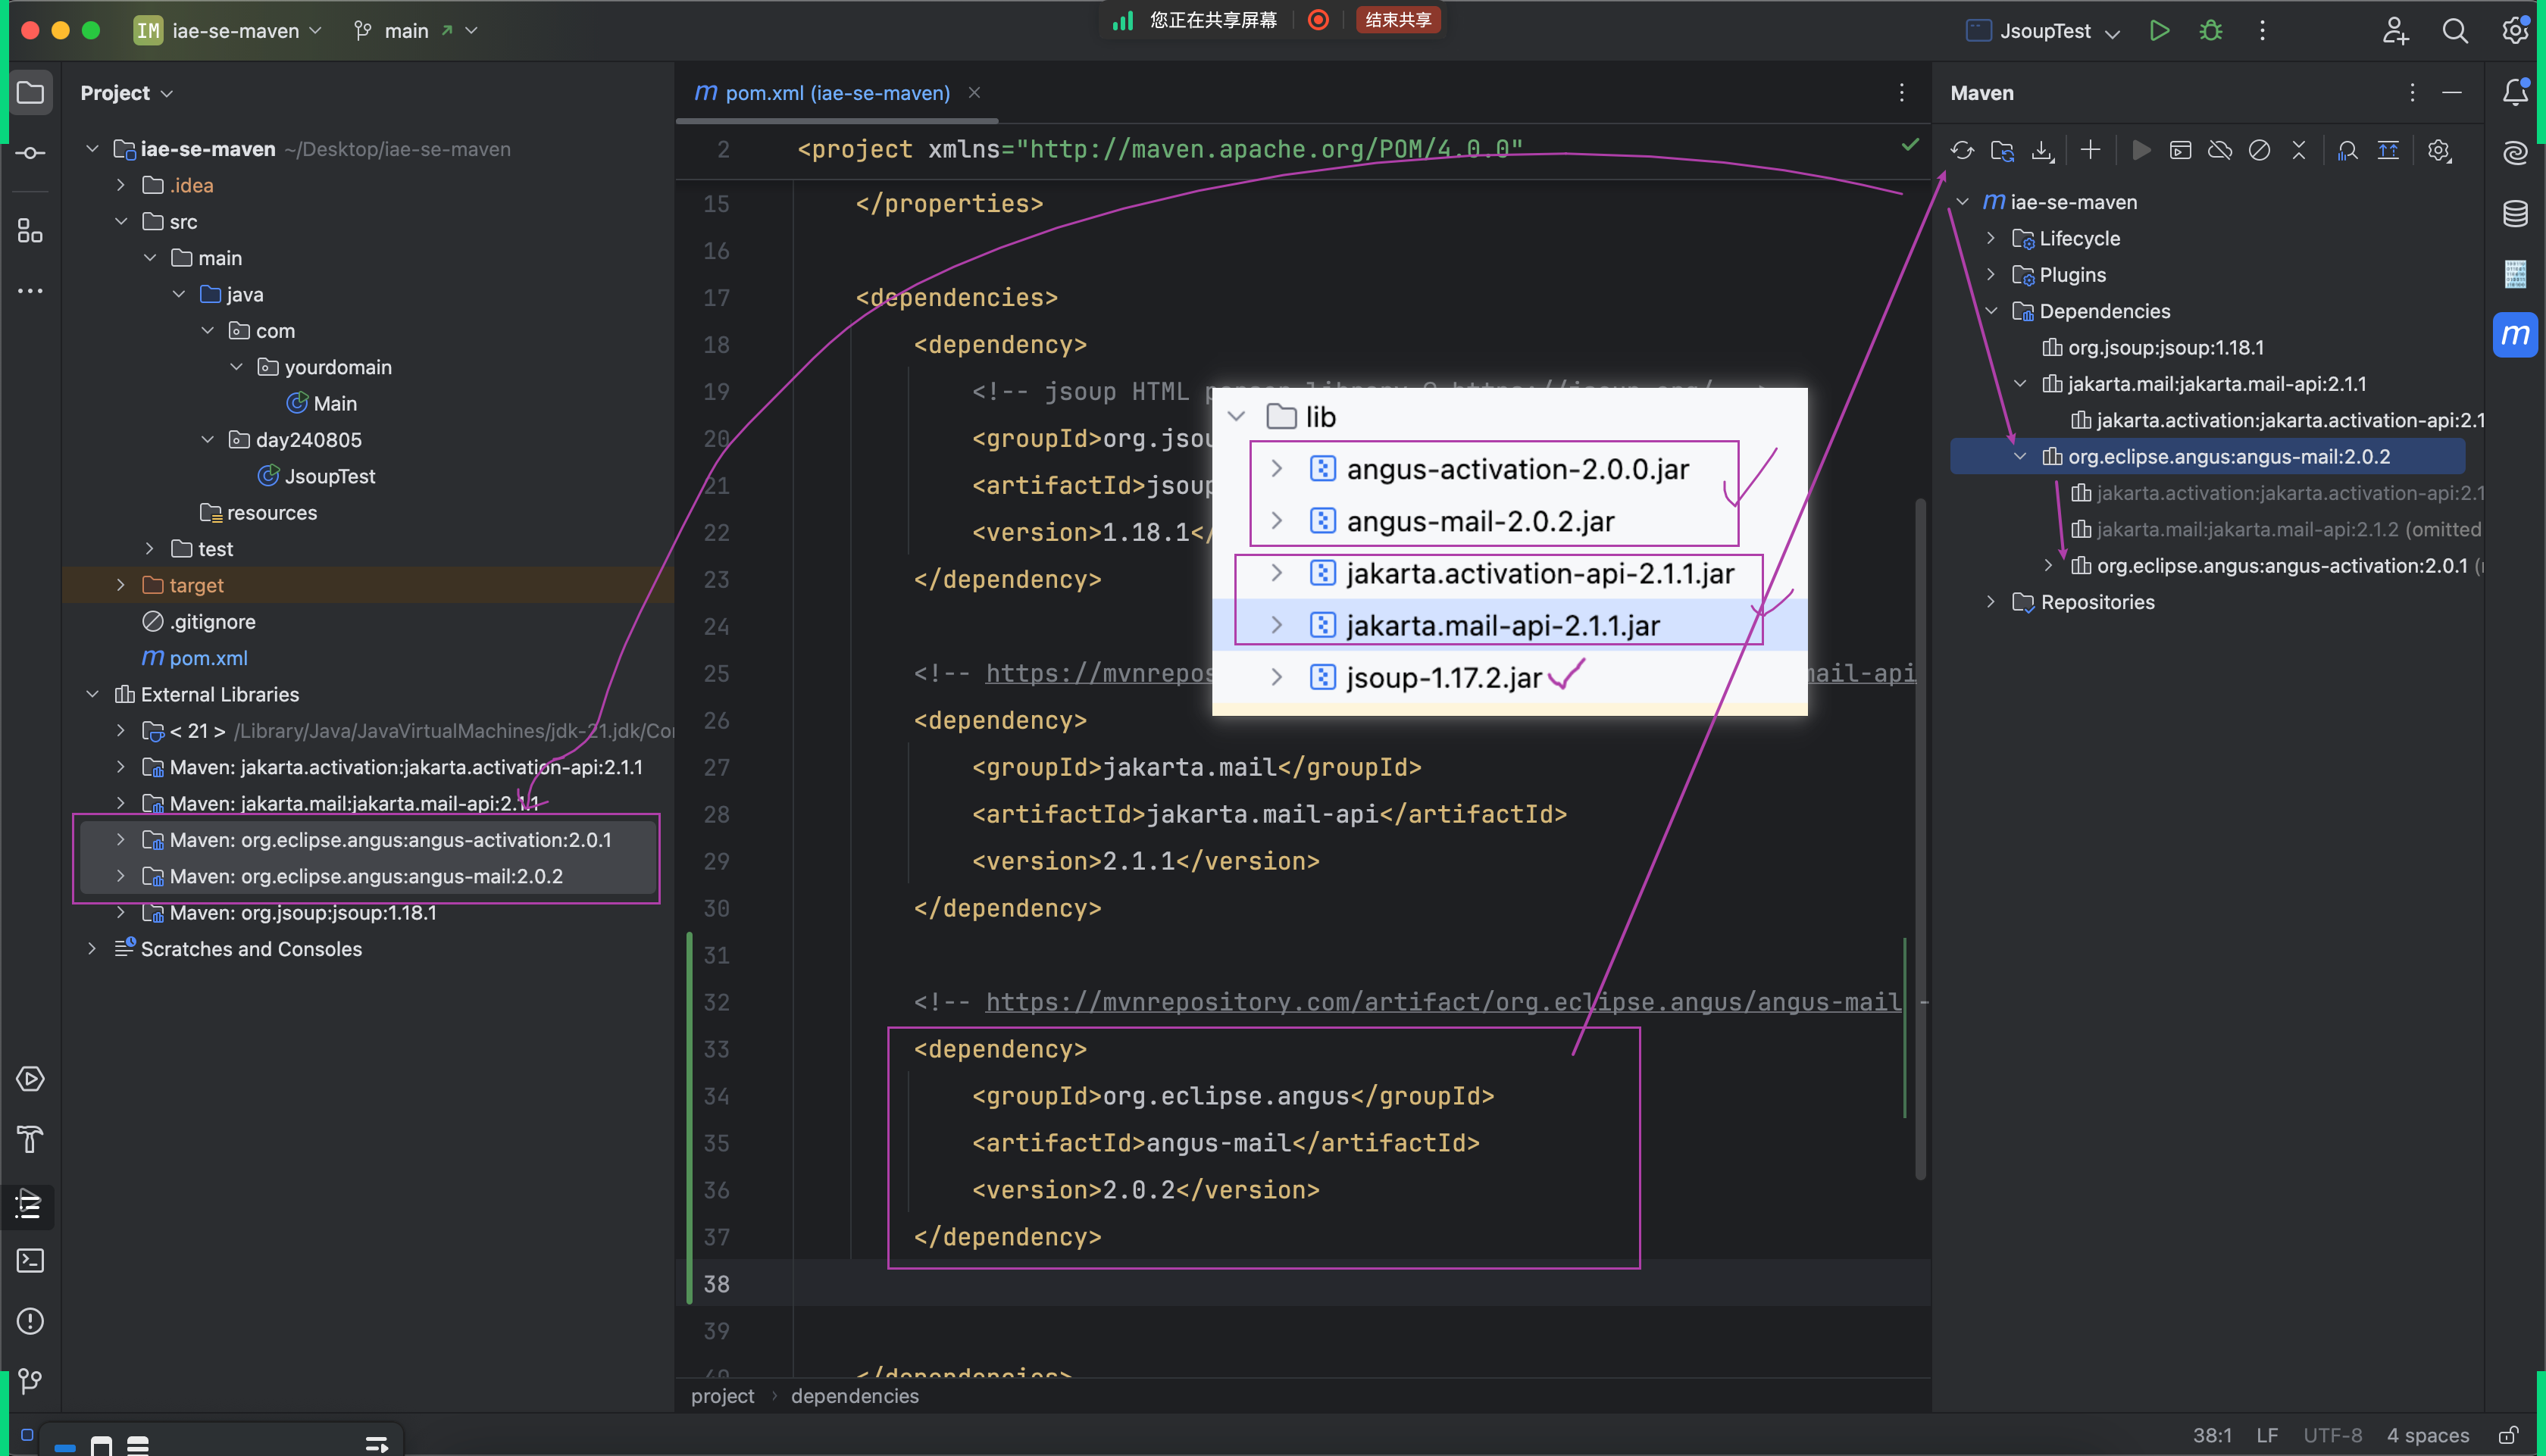 IM iae-se-maven main
您正在共享屏幕 结束共享
JsoupTest
Project
iae-se-maven ~/Desktop/iae-se-maven
.idea
src
main
java
com
yourdomain
Main
day240805
JsoupTest
resources
test
target
.gitignore
pom.xml
External Libraries
< 21 > /Library/Java/JavaVirtualMachines/jdk-21.jdk/Co
Maven: jakarta.activation:jakarta.activation-api:2.1.1
Maven: jakarta.mail:jakarta.mail-api:2.1.1
Maven: org.eclipse.angus:angus-activation:2.0.1
Maven: org.eclipse.angus:angus-mail:2.0.2
Maven: org.jsoup:jsoup:1.18.1
Scratches and Consoles
m pom.xml (iae-se-maven)
2 <project xmlns="http://maven.apache.org/POM/4.0.0"
15 </properties>
16
17 <dependencies>
18 <dependency>
19 <!-- jsoup HTML
20 <groupId>org.jsou
21 <artifactId>jsoup
22 <version>1.18.1</
23 </dependency>
24
25 <!-- https://mvnrepos ail-api
26 <dependency>
27 <groupId>jakarta.mail</groupId>
28 <artifactId>jakarta.mail-api</artifactId>
29 <version>2.1.1</version>
30 </dependency>
31
32 <!-- https://mvnrepository.com/artifact/org.eclipse.angus/angus-mail -
33 <dependency>
34 <groupId>org.eclipse.angus</groupId>
35 <artifactId>angus-mail</artifactId>
36 <version>2.0.2</version>
37 </dependency>
38
39
lib
angus-activation-2.0.0.jar
angus-mail-2.0.2.jar
jakarta.activation-api-2.1.1.jar
jakarta.mail-api-2.1.1.jar
jsoup-1.17.2.jar
project > dependencies
Maven
m iae-se-maven
Lifecycle
Plugins
Dependencies
org.jsoup:jsoup:1.18.1
jakarta.mail:jakarta.mail-api:2.1.1
jakarta.activation:jakarta.activation-api:2.1
org.eclipse.angus:angus-mail:2.0.2
jakarta.activation:jakarta.activation-api:2.1
jakarta.mail:jakarta.mail-api:2.1.2 (omitted
org.eclipse.angus:angus-activation:2.0.1 (
Repositories
m
38:1 LF UTF-8 4 spaces